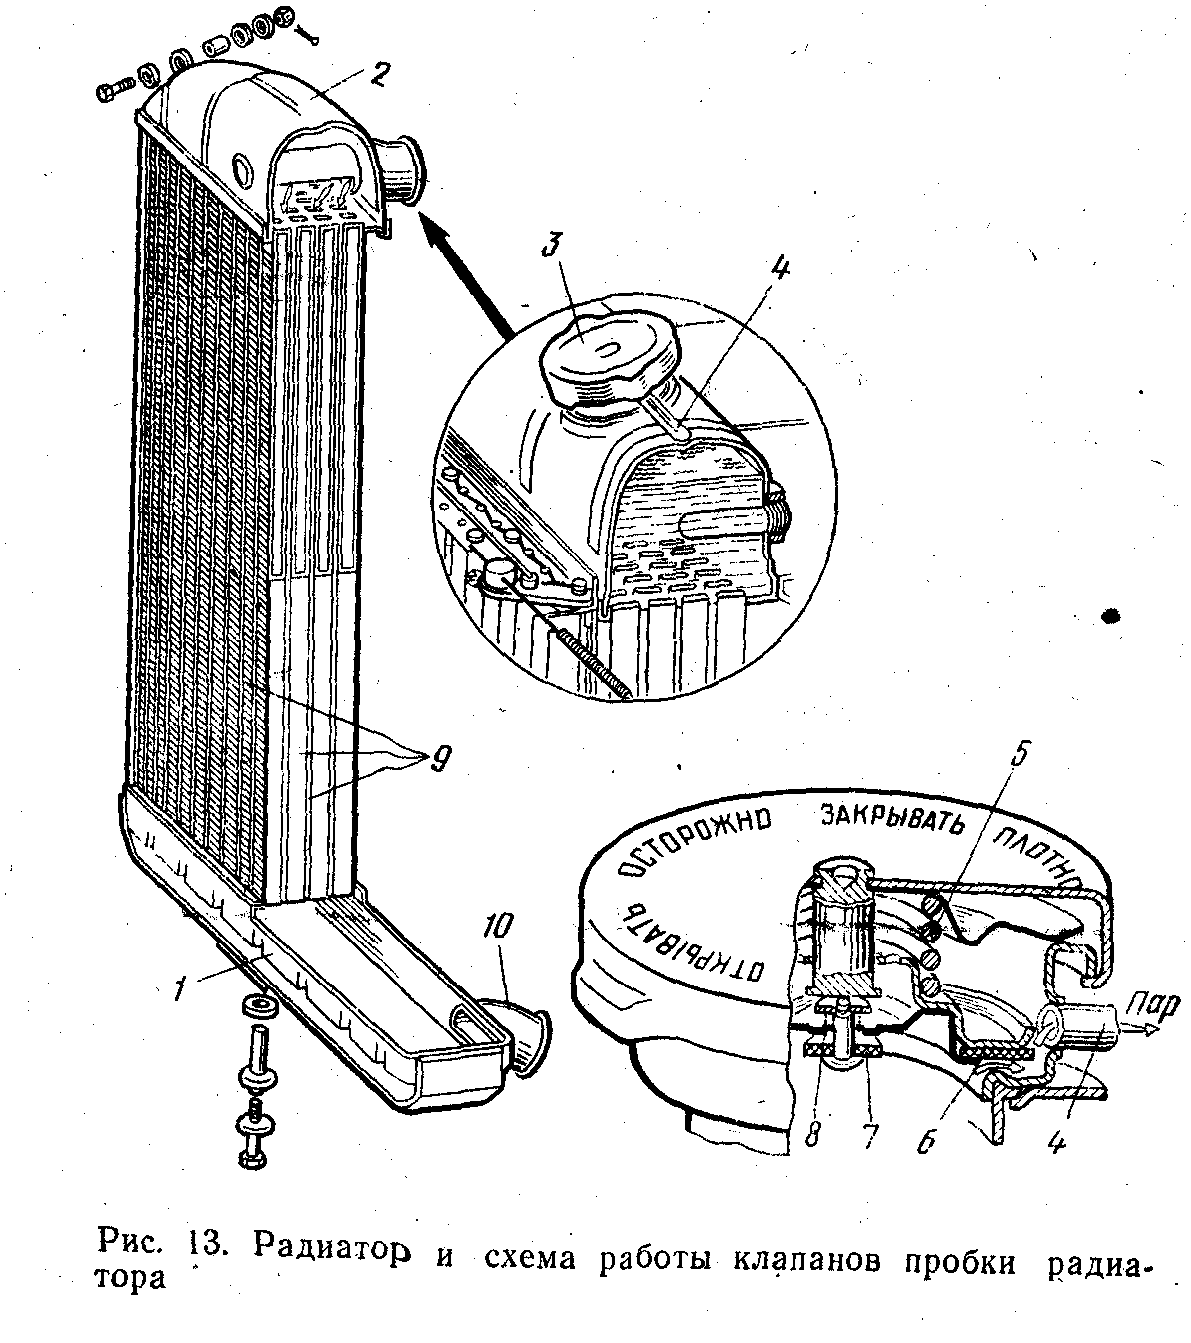 2
3
4
9
5
ОСТОРОЖНО ЗАКРЫВАТЬ ПЛОТНО
ОТКРЫВАТЬ
10
1
Пар
8 7 6 4
Рис. 13. Радиатор и схема работы клапанов пробки радиа-
тора